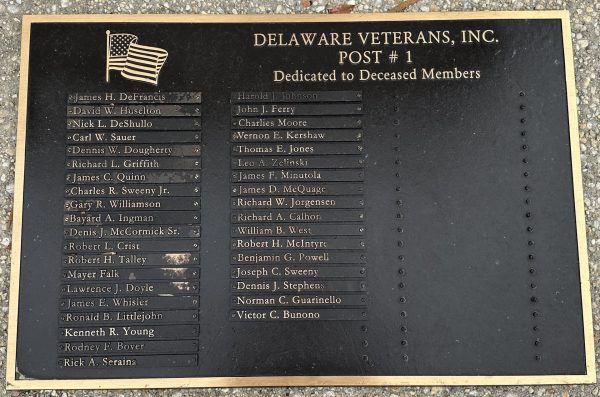 DELAWARE VETERANS, INC.
POST # 1
Dedicated to Deceased Members
James H. DeFrancis
David W. Huselton
Nick L. DeShullo
Carl W. Sauer
Dennis W. Dougherty
Richard L. Griffith
James C. Quinn
Charles R. Sweeny Jr.
Gary R. Williamson
Bayard A. Ingman
Denis J. McCormick Sr.
Robert L. Crist
Robert H. Talley
Mayer Falk
Lawrence J. Doyle
James E. Whisler
Ronald B. Littlejohn
Kenneth R. Young
Rodney F. Boyer
Rick A. Seraina
Harold J. Johnson
John J. Ferry
Charlies Moore
Vernon E. Kershaw
Thomas E. Jones
Leo A. Zelinski
James F. Minutola
James D. McQuage
Richard W. Jorgensen
Richard A. Calhon
William B. West
Robert H. McIntyre
Benjamin G. Powell
Joseph C. Sweeny
Dennis J. Stephens
Norman C. Guarinello
Victor C. Bunono